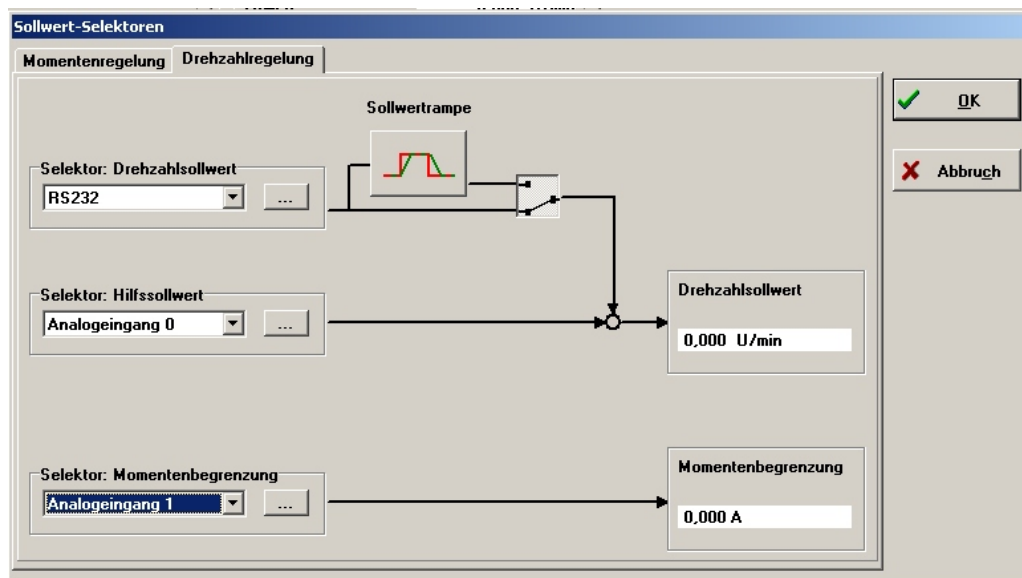 Sollwert-Selektoren
Momentenregelung
Drehzahlregelung
OK
Abbruch
Sollwertrampe
Selektor: Drehzahlsollwert
RS232
...
Selektor: Hilfssollwert
Analogeingang 0
...
Drehzahlsollwert
0,000 U/min
Selektor: Momentenbegrenzung
Analogeingang 1
...
Momentenbegrenzung
0,000 A